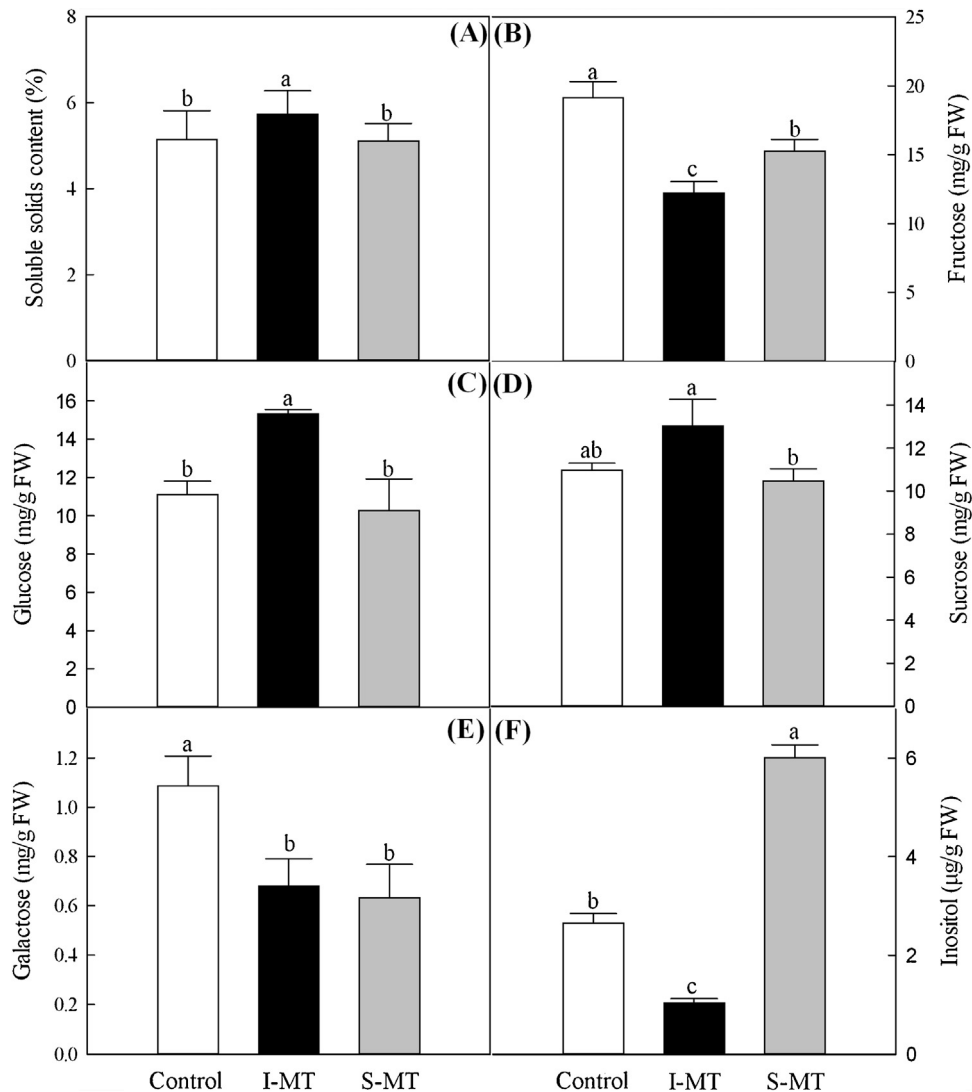 (A)
Soluble solids content (%)
8
6
4
2
0
b
a
b
(B)
Fructose (mg/g FW)
25
20
15
10
5
0
a
c
b
(C)
Glucose (mg/g FW)
16
14
12
10
8
6
4
2
0
b
a
b
(D)
Sucrose (mg/g FW)
14
12
10
8
6
4
2
0
ab
a
b
(E)
Galactose (mg/g FW)
1.2
1.0
0.8
0.6
0.4
0.2
0.0
a
b
b
Control
I-MT
S-MT
(F)
Inositol (µg/g FW)
6
4
2
0
b
c
a
Control
I-MT
S-MT